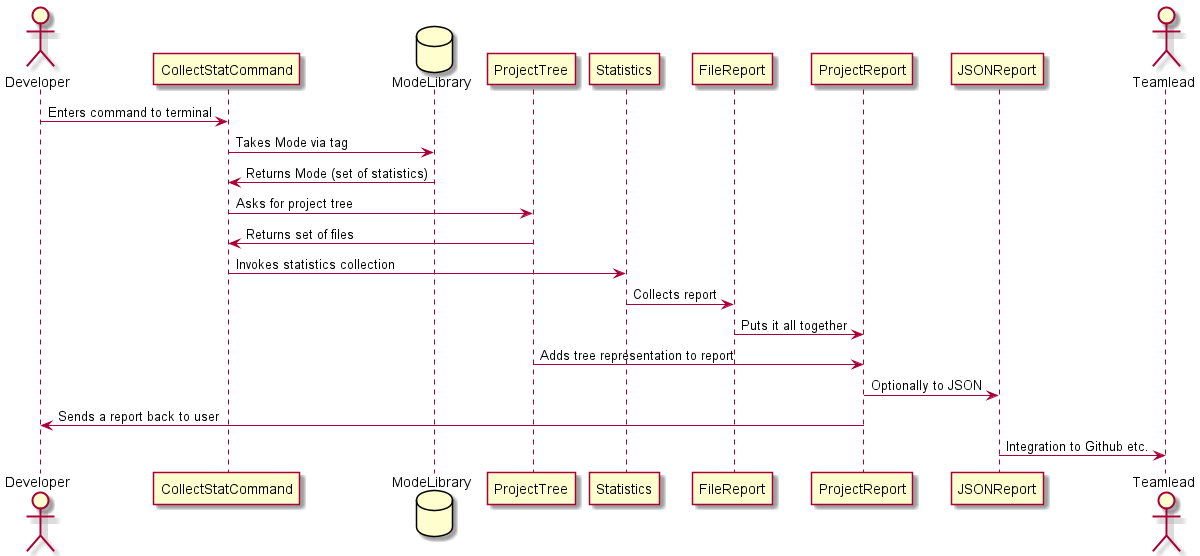 Developer
CollectStatCommand
ModeLibrary
ProjectTree
Statistics
FileReport
ProjectReport
JSONReport
Teamlead
Enters command to terminal
Takes Mode via tag
Returns Mode (set of statistics)
Asks for project tree
Returns set of files
Invokes statistics collection
Collects report
Puts it all together
Adds tree representation to report
Optionally to JSON
Sends a report back to user
Integration to Github etc.
Developer
CollectStatCommand
ModeLibrary
ProjectTree
Statistics
FileReport
ProjectReport
JSONReport
Teamlead